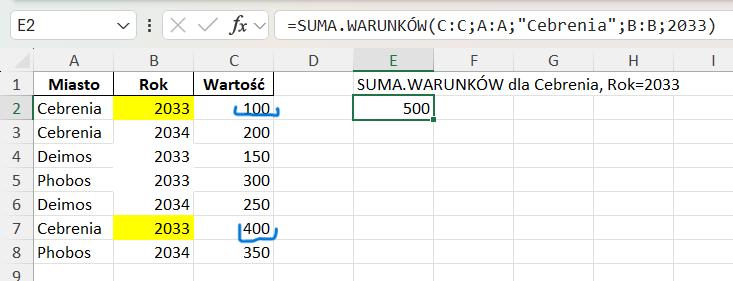 E2 fx =SUMA.WARUNKÓW(C:C;A:A;"Cebrenia";B:B;2033)
A B C D E F G H I
1 Miasto Rok Wartość SUMA.WARUNKÓW dla Cebrenia, Rok=2033
2 Cebrenia 2033 100 500
3 Cebrenia 2034 200
4 Deimos 2033 150
5 Phobos 2033 300
6 Deimos 2034 250
7 Cebrenia 2033 400
8 Phobos 2034 350
9